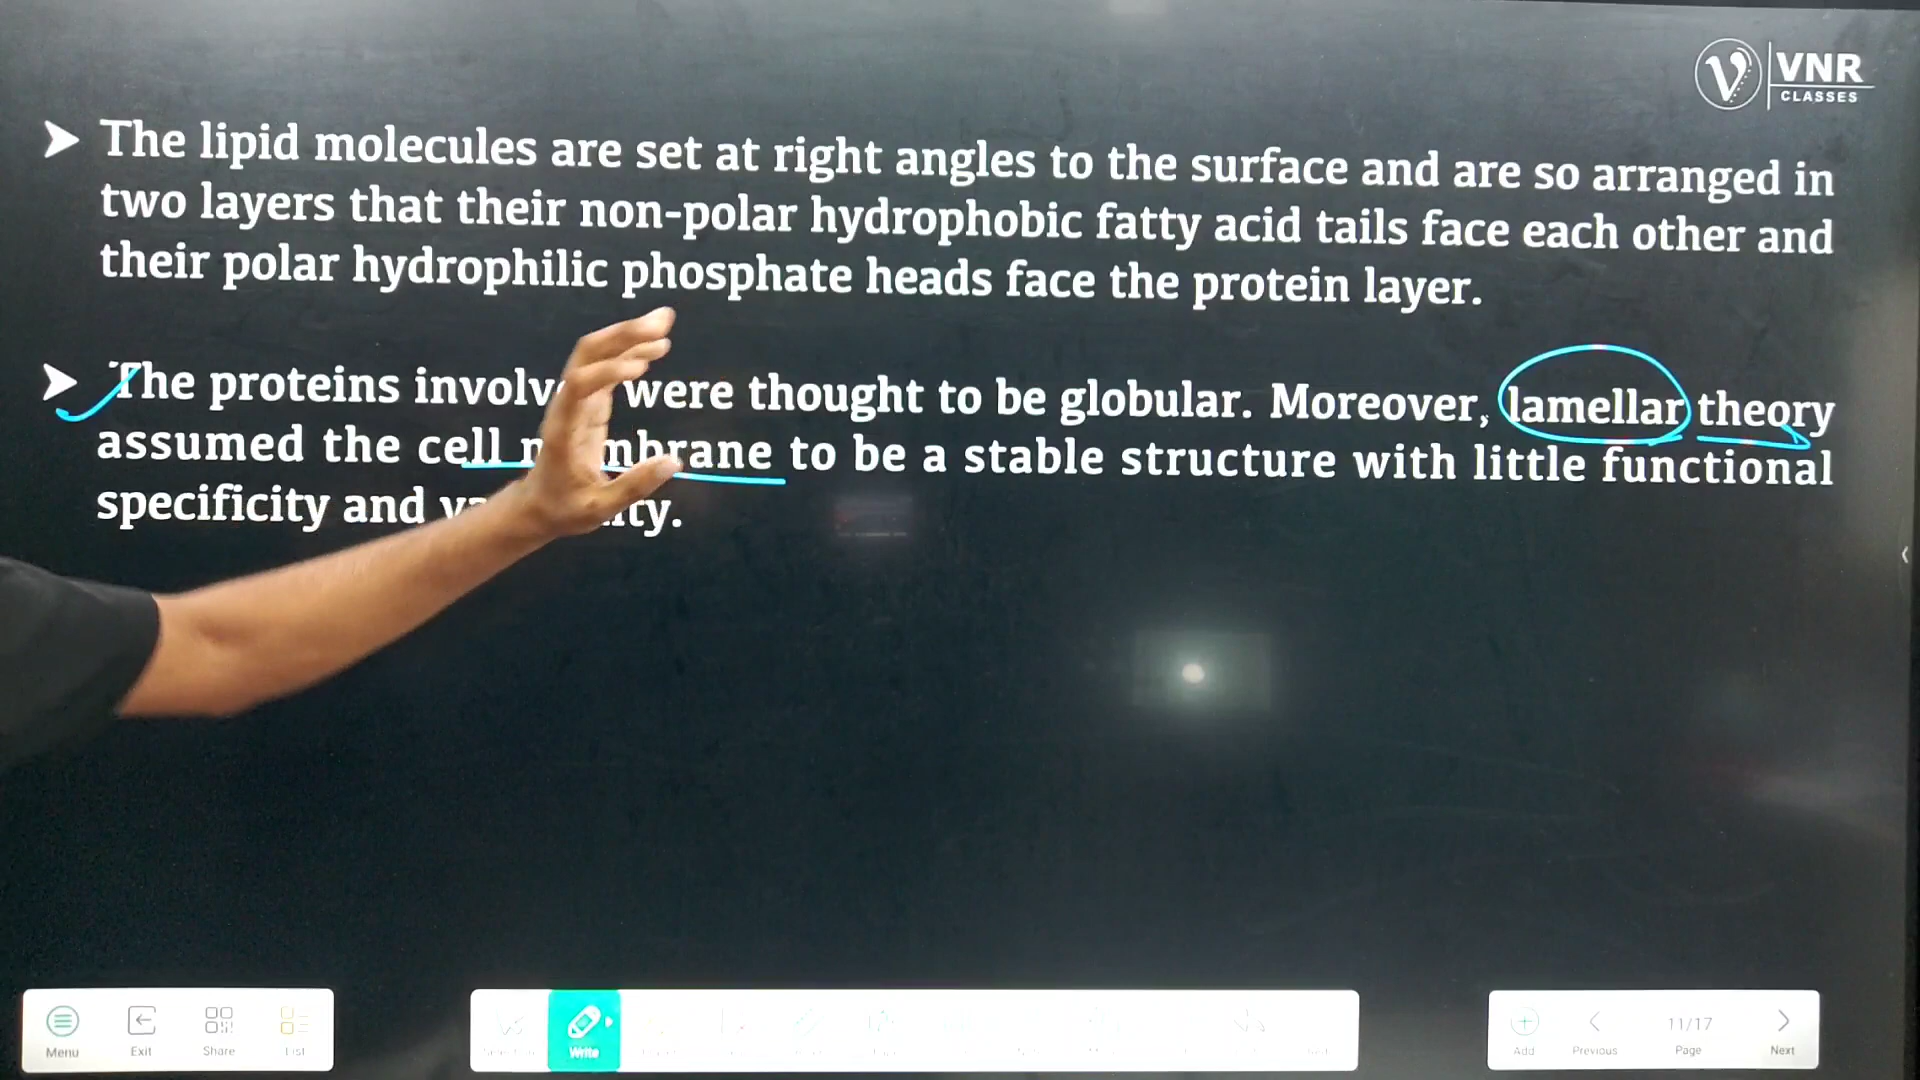 VNR
CLASSES
➤ The lipid molecules are set at right angles to the surface and are so arranged in
two layers that their non-polar hydrophobic fatty acid tails face each other and
their polar hydrophilic phosphate heads face the protein layer.
➤ The proteins were thought to be globular. Moreover, lamellar theory
assumed the cell to be a stable structure with little functional
specificity and
Menu Exit Share List
Write
Add Previous 11/17 Page Next